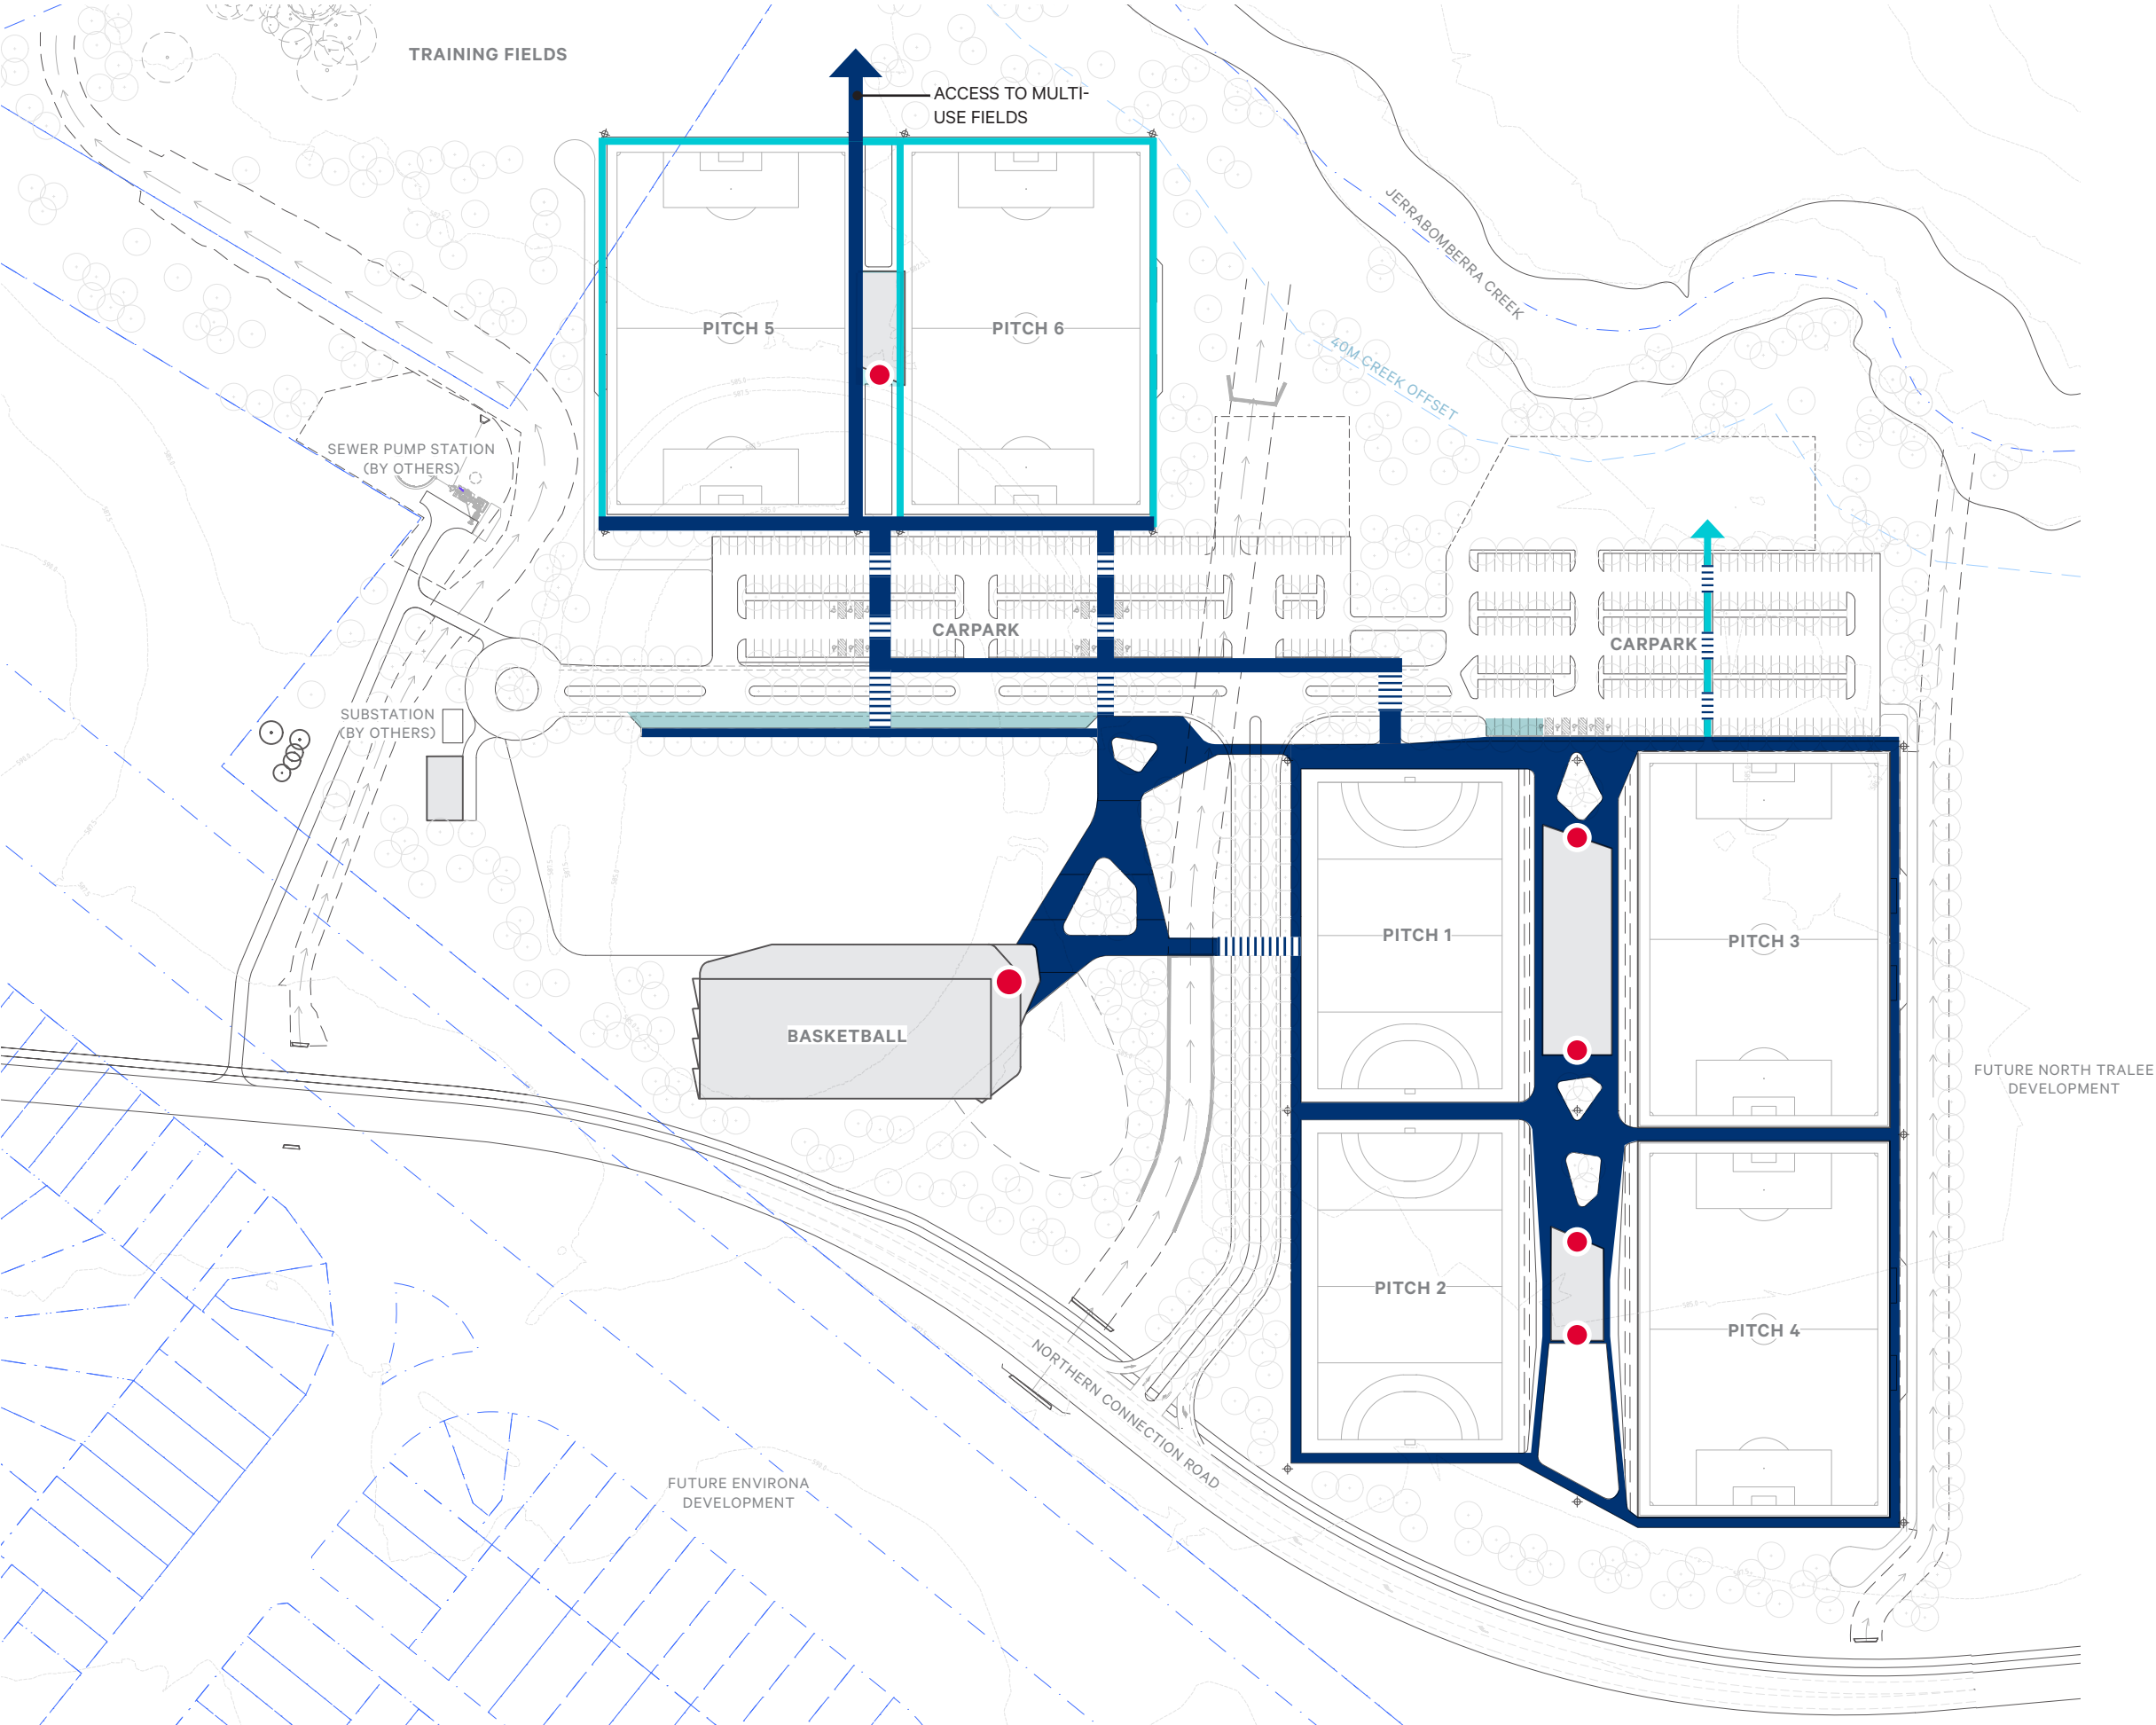 TRAINING FIELDS
ACCESS TO MULTI-
USE FIELDS
JERRABOMBERRA CREEK
PITCH 5
PITCH 6
40M CREEK OFFSET
SEWER PUMP STATION
(BY OTHERS)
CARPARK
CARPARK
SUBSTATION
(BY OTHERS)
PITCH 1
PITCH 3
BASKETBALL
FUTURE NORTH TRALEE
DEVELOPMENT
PITCH 2
PITCH 4
NORTHERN CONNECTION ROAD
FUTURE ENVIRONA
DEVELOPMENT